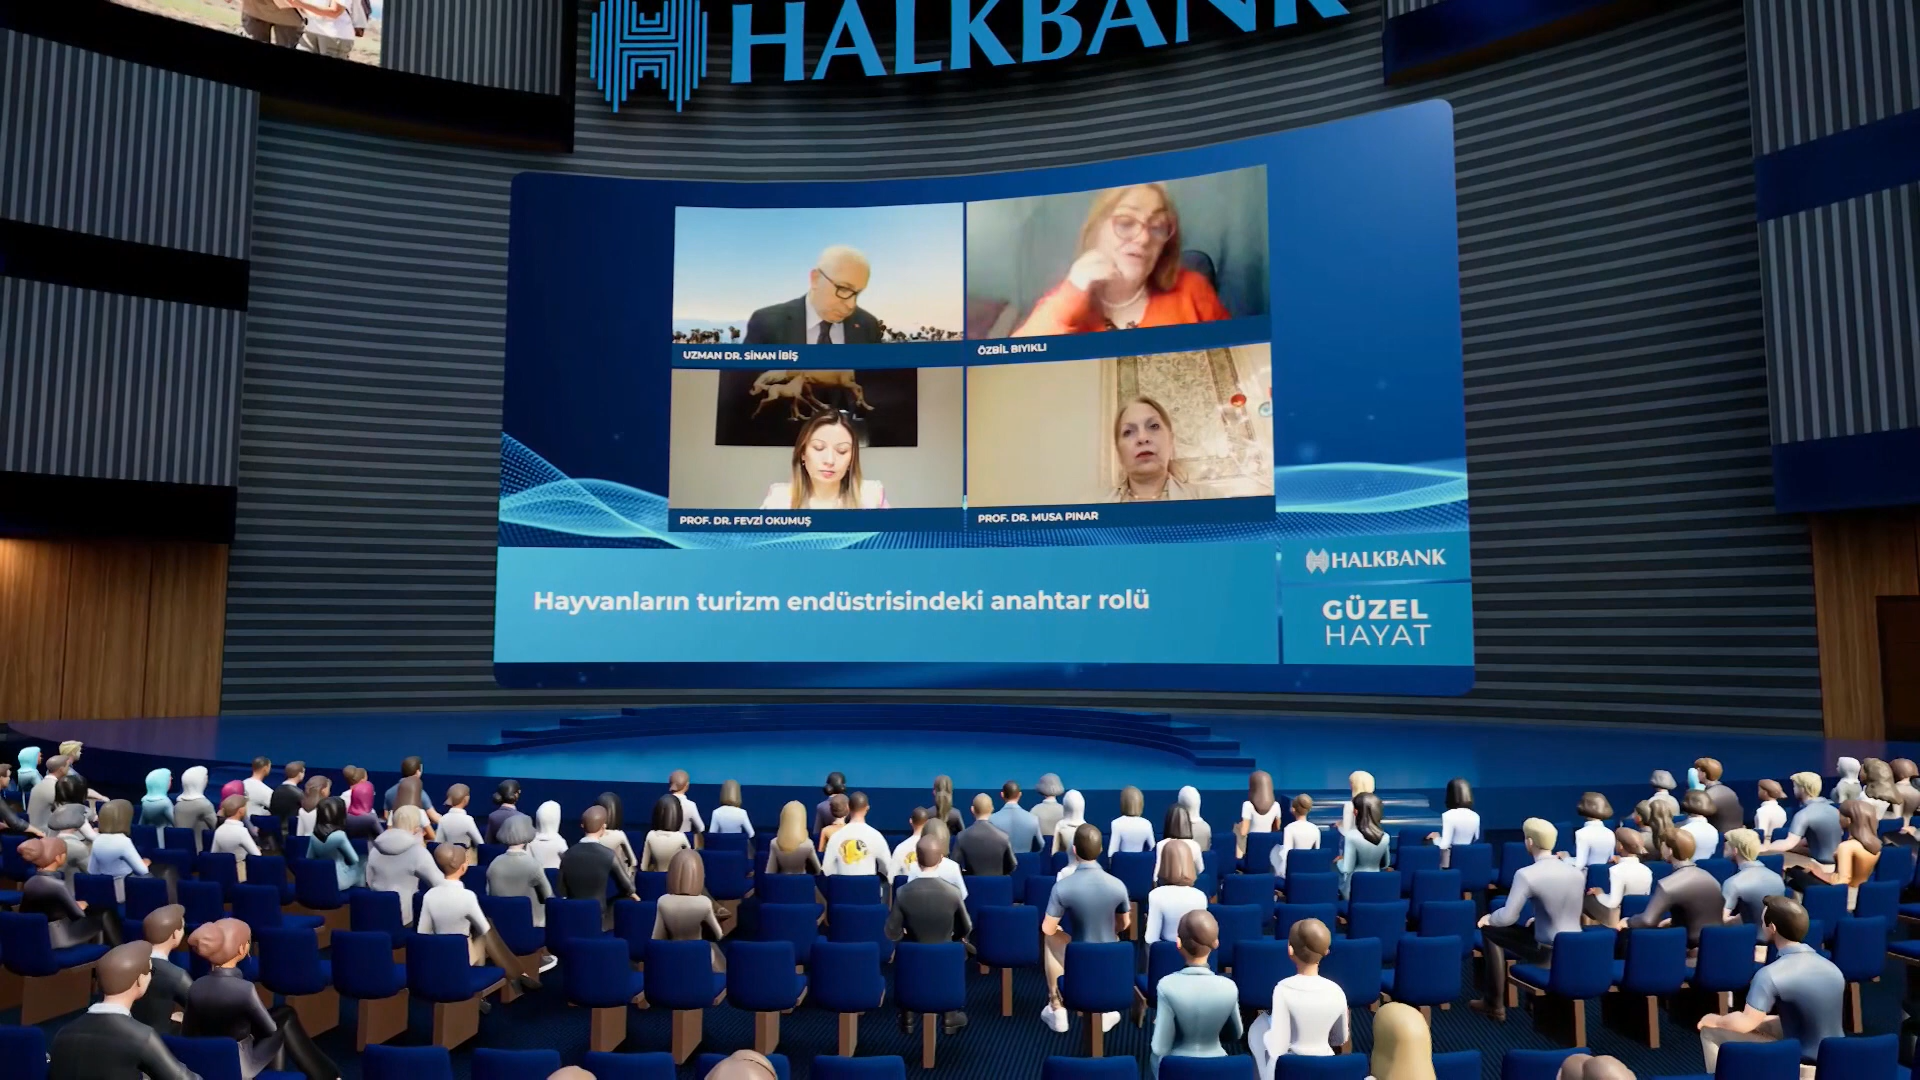 HALKBANK
UZMAN DR. SİNAN İBİŞ
ÖZBİL BIYIKLI
PROF. DR. FEVZİ OKUMUŞ
PROF. DR. MUSA PINAR
Hayvanların turizm endüstrisindeki anahtar rolü
HALKBANK
GÜZEL
HAYAT